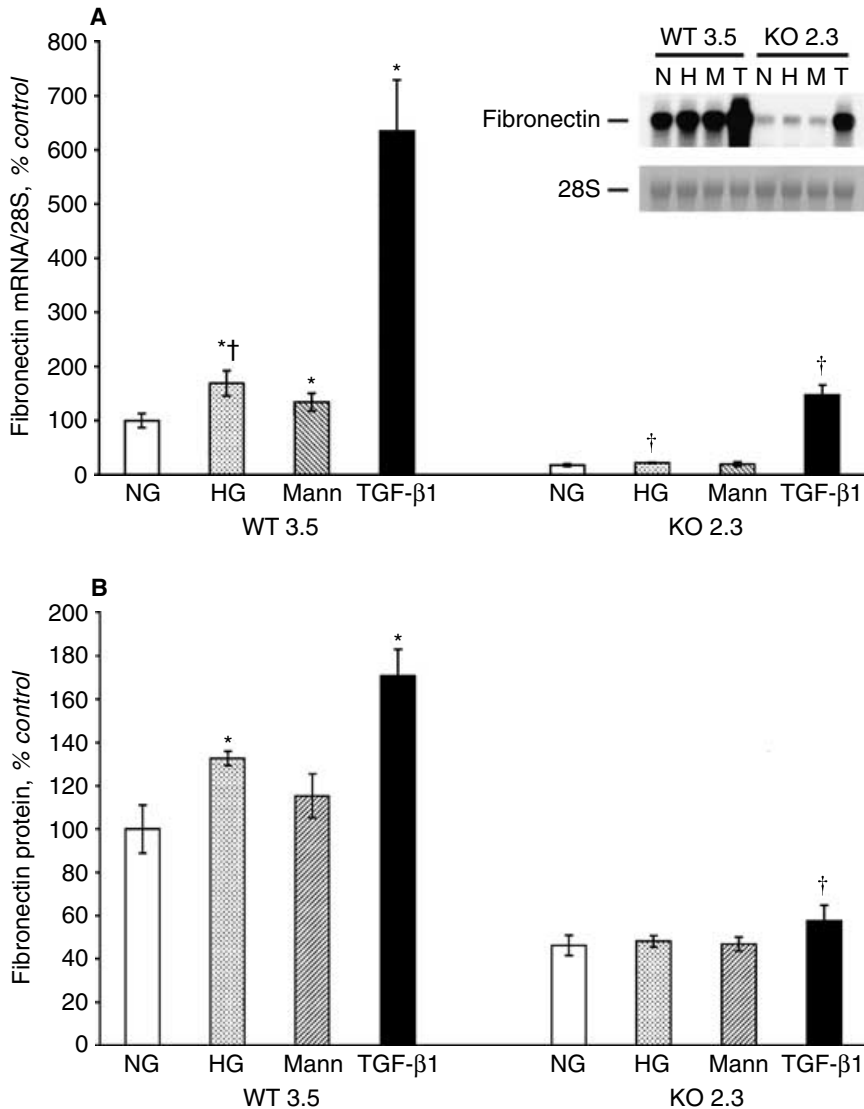 A
Fibronectin mRNA/28S, % control
800
700
600
500
400
300
200
100
0
*
*†
*
†
†
NG HG Mann TGF-β1 NG HG Mann TGF-β1
WT 3.5 KO 2.3
WT 3.5 KO 2.3
N H M T N H M T
Fibronectin
28S
B
Fibronectin protein, % control
200
180
160
140
120
100
80
60
40
20
0
*
*
†
NG HG Mann TGF-β1 NG HG Mann TGF-β1
WT 3.5 KO 2.3